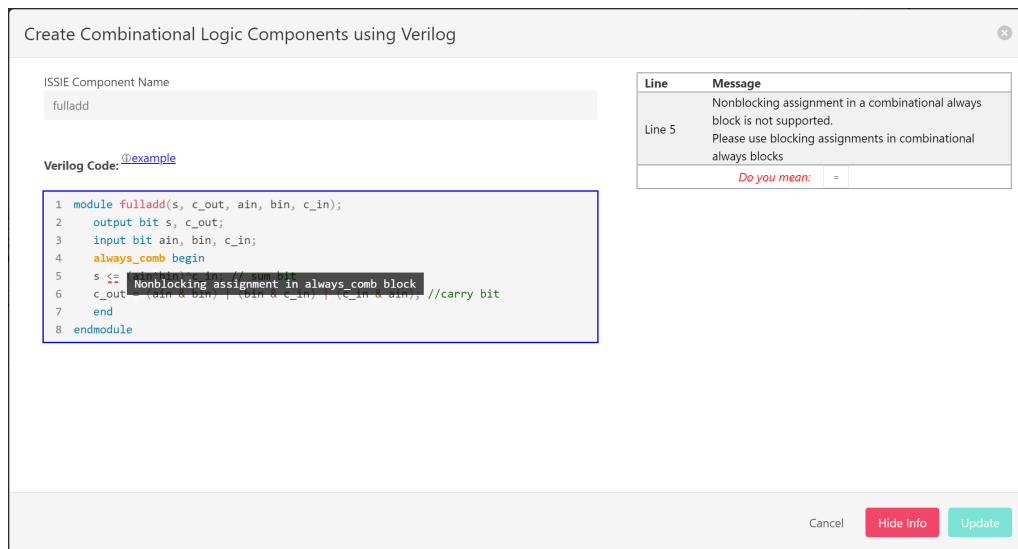 Create Combinational Logic Components using Verilog
ISSIE Component Name
fulladd
Verilog Code: ⓘexample
1 module fulladd(s, c_out, ain, bin, c_in);
2 output bit s, c_out;
3 input bit ain, bin, c_in;
4 always_comb begin
5 s <= (ain^bin)^c_in; // sum bit
Nonblocking assignment in always_comb block
6 c_out = (ain & bin) | (bin & c_in) | (c_in & ain); //carry bit
7 end
8 endmodule
Line Message
Line 5
Nonblocking assignment in a combinational always
block is not supported.
Please use blocking assignments in combinational
always blocks
Do you mean: =
Cancel
Hide Info
Update